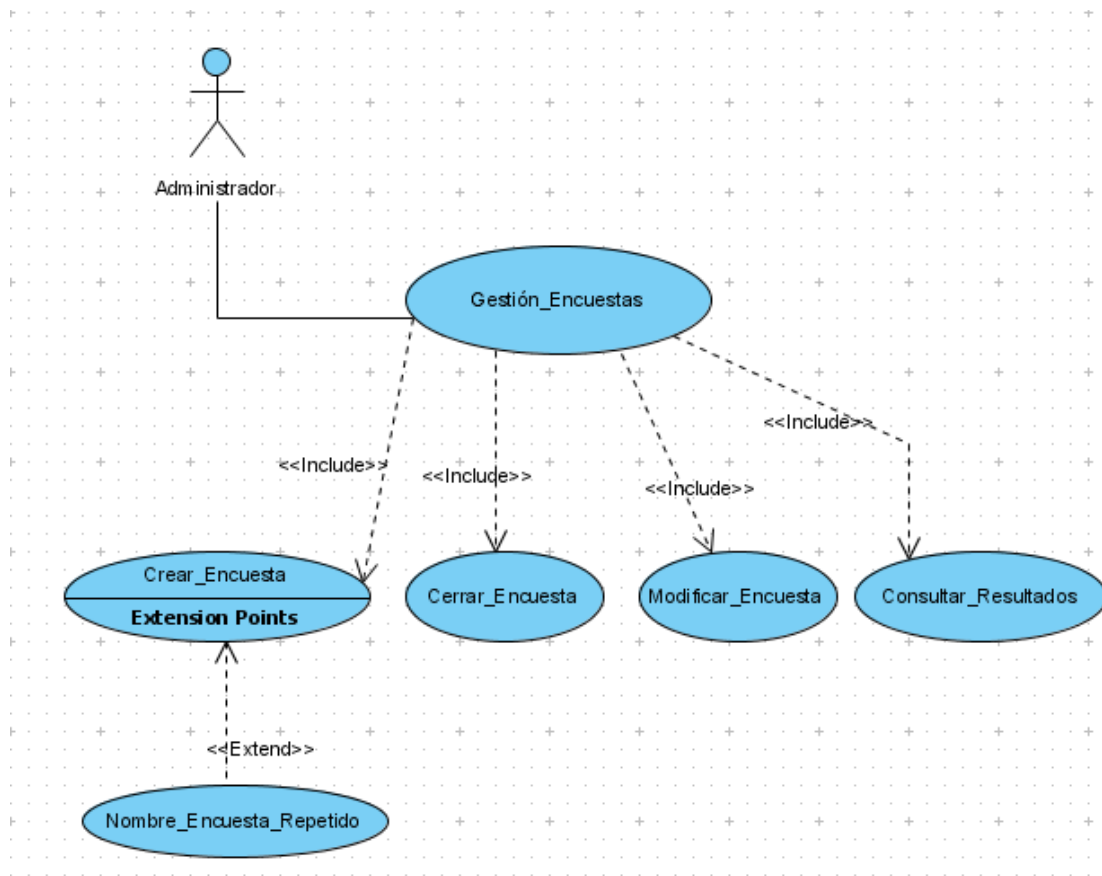 Administrador
Gestión_Encuestas
<<Include>>
<<Include>>
<<Include>>
<<Include>>
Crear_Encuesta
Extension Points
Cerrar_Encuesta
Modificar_Encuesta
Consultar_Resultados
<<Extend>>
Nombre_Encuesta_Repetido